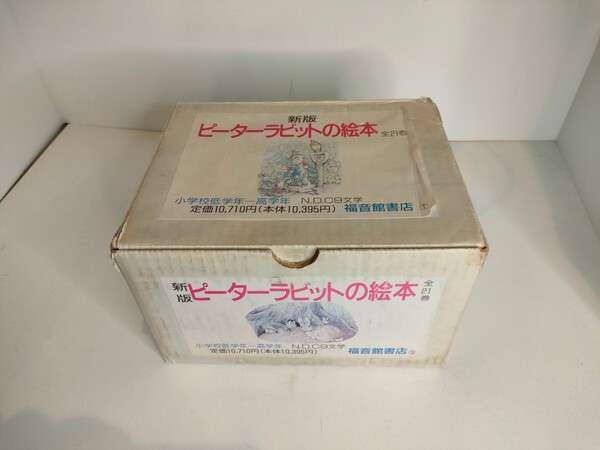 新版
ピーターラビットの絵本 全21巻
小学校低学年－高学年 N.D.C9文学
定価10,710円(本体10,395円) 福音館書店
新版 ピーターラビットの絵本 全21巻
小学校低学年－高学年 N.D.C9文学
定価10,710円(本体10,395円) 福音館書店